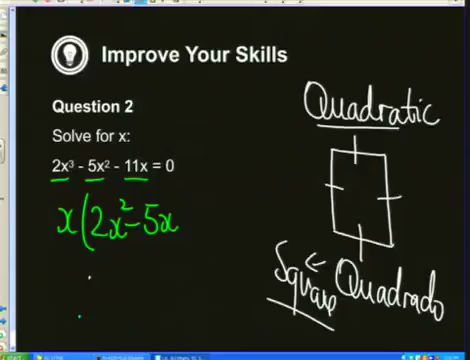 Improve Your Skills
Question 2
Solve for x:
2x³ - 5x² - 11x = 0
x(2x² - 5x
Quadratic
Square ← Quadrado